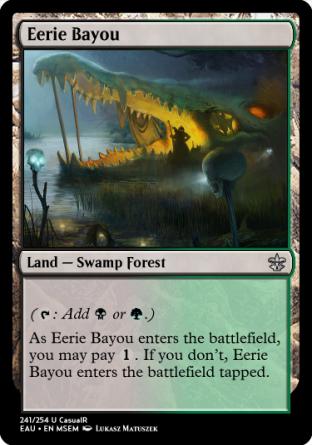 Eerie Bayou
Land — Swamp Forest
( : Add or .)
As Eerie Bayou enters the battlefield,
you may pay 1 . If you don't, Eerie
Bayou enters the battlefield tapped.
241/254 U CasualR
EAU • EN MSEM Lukasz Matuszek